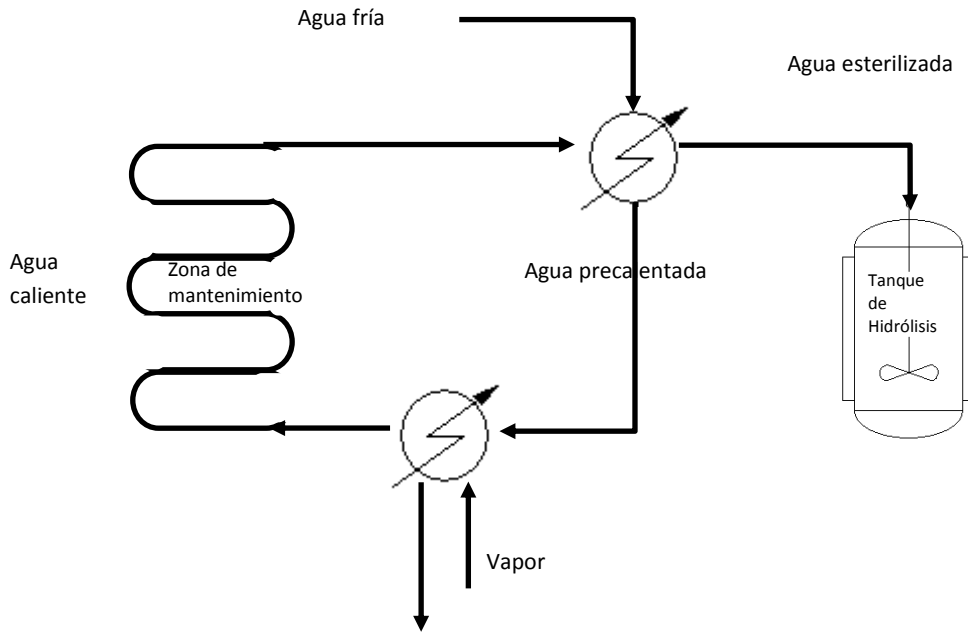 Agua fría
Agua esterilizada
Agua
caliente
Zona de
mantenimiento
Agua precalentada
Tanque
de
Hidrólisis
Vapor